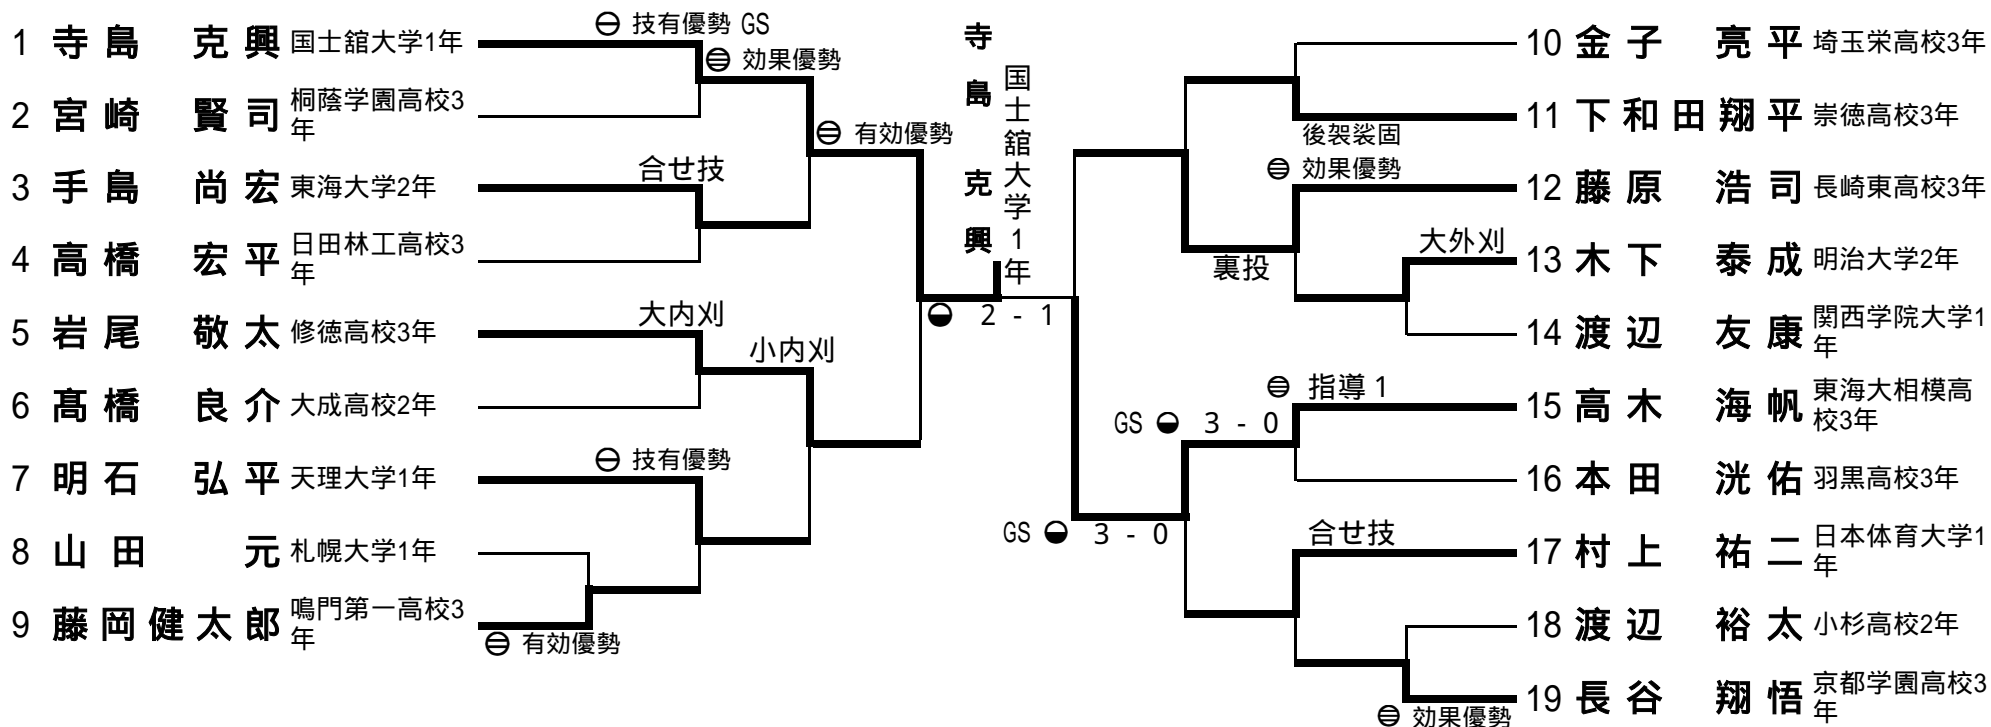 1 寺島 克興 国士舘大学1年
⊖ 技有優勢 GS
効果優勢
2 宮崎 賢司 桐蔭学園高校3
年
有効優勢
3 手島 尚宏 東海大学2年
合せ技
4 高橋 宏平 日田林工高校3
年
5 岩尾 敬太 修徳高校3年
大内刈
小内刈
6 髙橋 良介 大成高校2年
7 明石 弘平 天理大学1年
⊖ 技有優勢
8 山田 元 札幌大学1年
9 藤岡健太郎 鳴門第一高校3
年
有効優勢
寺島克興
国士舘大学1年
2 - 1
10 金子 亮平 埼玉栄高校3年
11 下和田翔平 崇徳高校3年
後袈裟固
効果優勢
12 藤原 浩司 長崎東高校3年
大外刈
13 木下 泰成 明治大学2年
裏投
14 渡辺 友康 関西学院大学1
年
指導1
15 高木 海帆 東海大相模高
校3年
GS 3 - 0
16 本田 洸佑 羽黒高校3年
GS 3 - 0
合せ技
17 村上 祐二 日本体育大学1
年
18 渡辺 裕太 小杉高校2年
19 長谷 翔悟 京都学園高校3
年
効果優勢